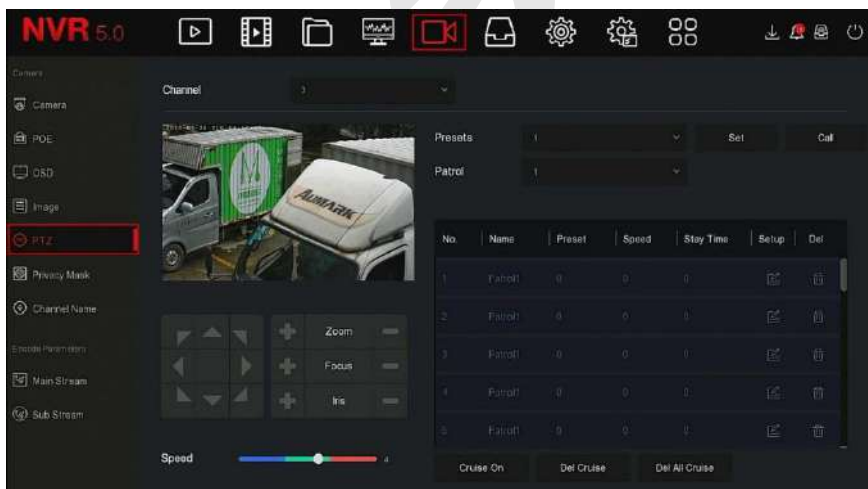 NVR 5.0
Camera
Camera
POE
OSD
Image
PTZ
Privacy Mask
Channel Name
Encode Parameters
Main Stream
Sub Stream
Channel 3
AUMARK
Presets 1 Set Call
Patrol 1
No. Name Preset Speed Stay Time Setup Del
1 Patrol1 0 0 0
2 Patrol1 0 0 0
3 Patrol1 0 0 0
4 Patrol1 0 0 0
5 Patrol1 0 0 0
Zoom
Focus
Iris
Speed 4
Cruise On Del Cruise Del All Cruise